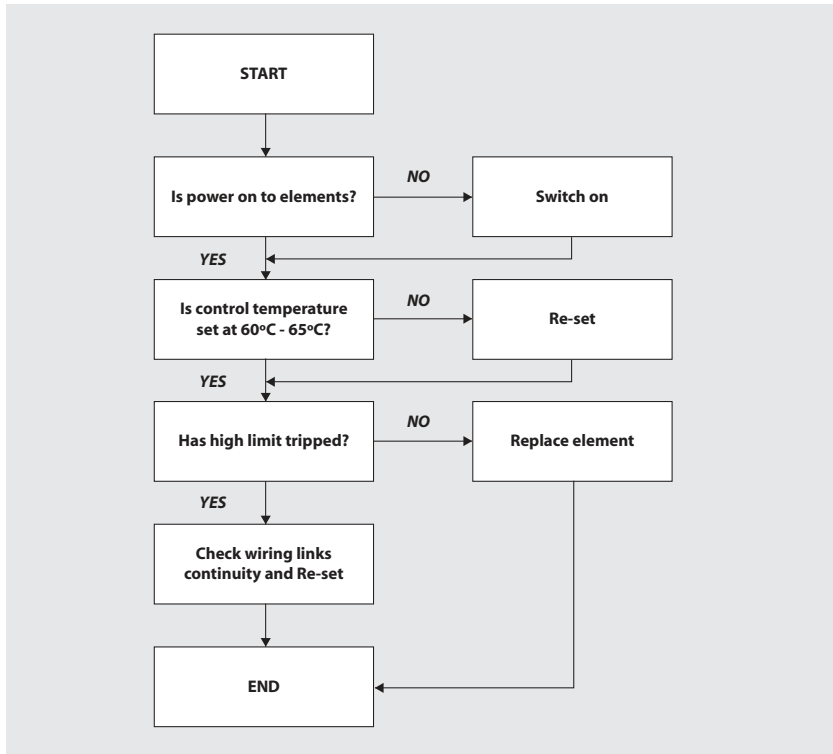 START
Is power on to elements?
NO
Switch on
YES
Is control temperature
set at 60ºC - 65ºC?
NO
Re-set
YES
Has high limit tripped?
NO
Replace element
YES
Check wiring links
continuity and Re-set
END